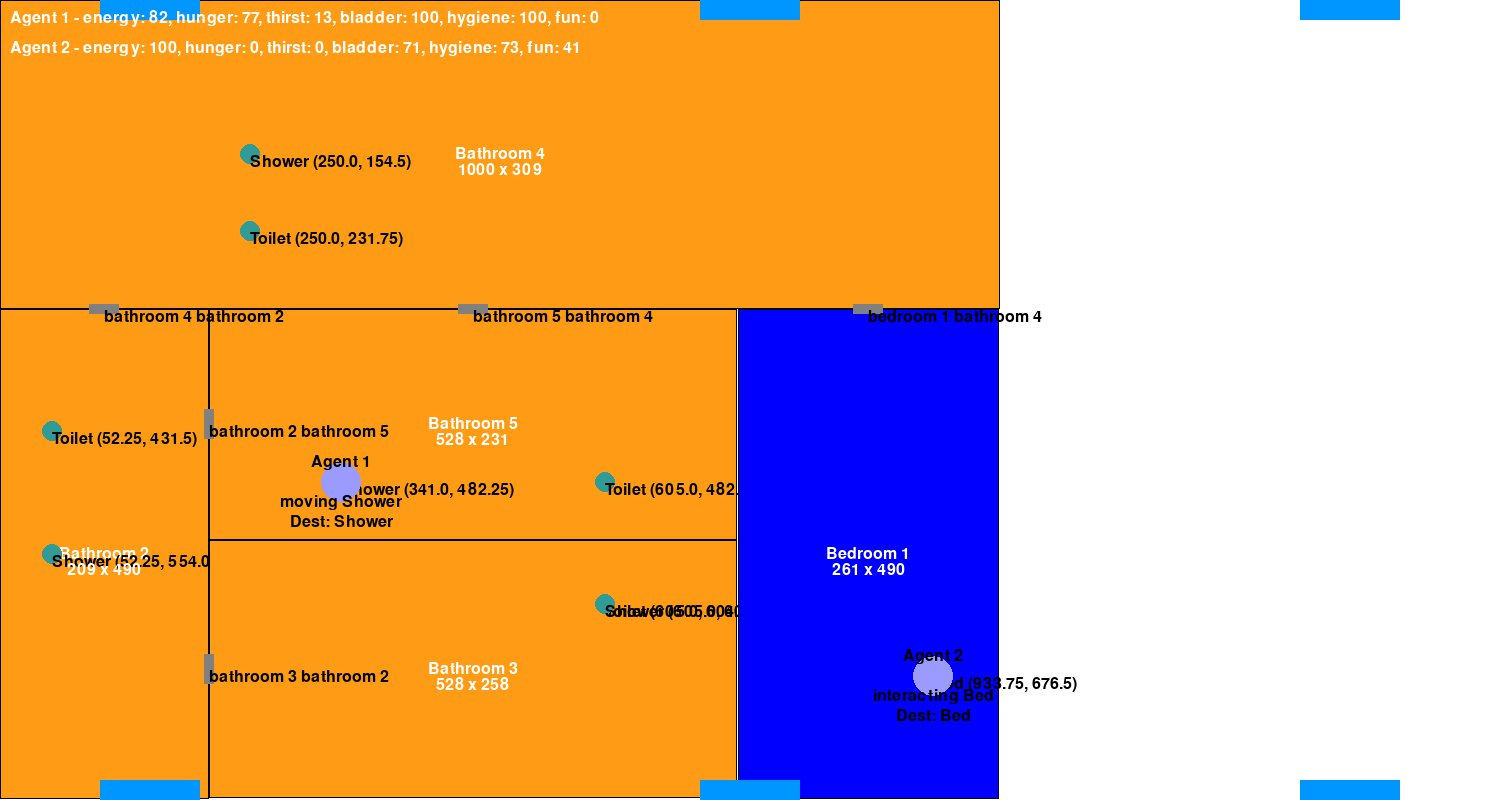 Agent 1 - energy: 82, hunger: 77, thirst: 13, bladder: 100, hygiene: 100, fun: 0
Agent 2 - energy: 100, hunger: 0, thirst: 0, bladder: 71, hygiene: 73, fun: 41
Bathroom 4
1000 x 309
Shower (250.0, 154.5)
Toilet (250.0, 231.75)
bathroom 4 bathroom 2
bathroom 5 bathroom 4
bedroom 1 bathroom 4
Bathroom 5
528 x 231
bathroom 2 bathroom 5
Toilet (52.25, 431.5)
Agent 1
hower (341.0, 482.25)
moving Shower
Dest: Shower
Toilet (605.0, 482.
Bathroom 2
209 x 490
Shower (52.25, 554.0
Bedroom 1
261 x 490
Bathroom 3
528 x 258
bathroom 3 bathroom 2
Agent 2
d (933.75, 676.5)
interacting Bed
Dest: Bed